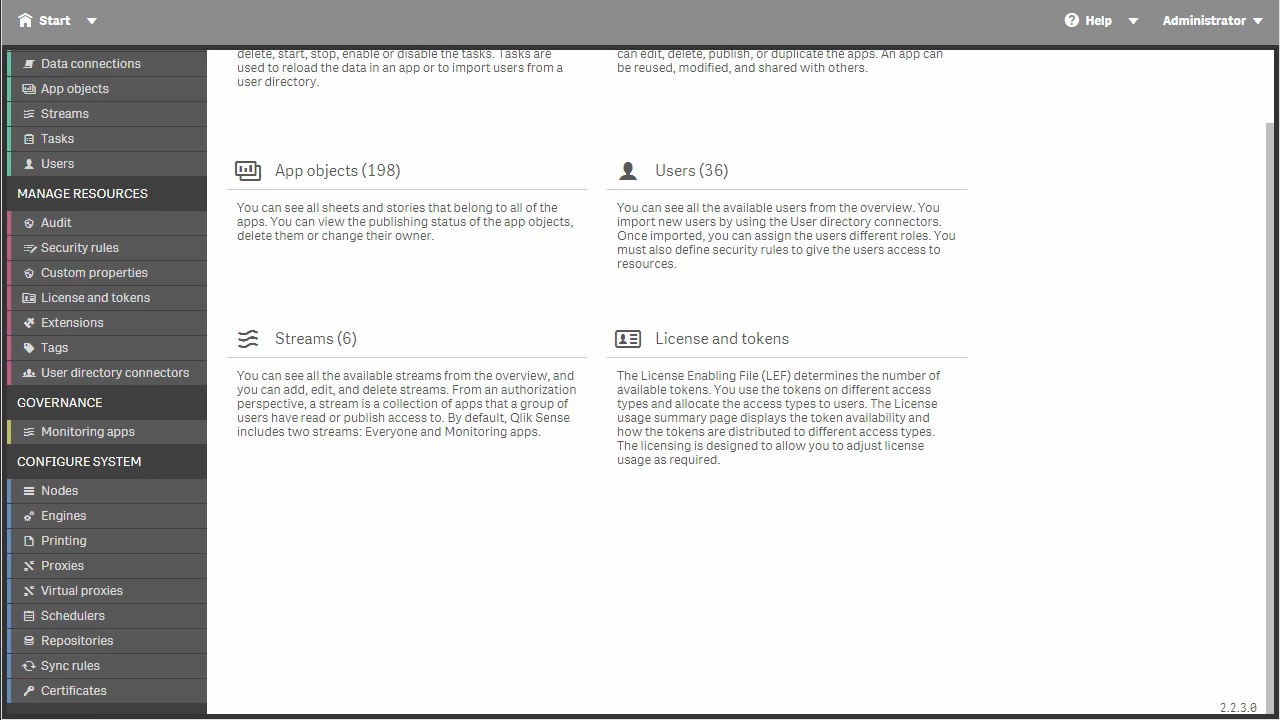 Start
Help
Administrator
Data connections
App objects
Streams
Tasks
Users
MANAGE RESOURCES
Audit
Security rules
Custom properties
License and tokens
Extensions
Tags
User directory connectors
GOVERNANCE
Monitoring apps
CONFIGURE SYSTEM
Nodes
Engines
Printing
Proxies
Virtual proxies
Schedulers
Repositories
Sync rules
Certificates
delete, start, stop, enable or disable the tasks. Tasks are
used to reload the data in an app or to import users from a
user directory.
can edit, delete, publish, or duplicate the apps. An app can
be reused, modified, and shared with others.
App objects (198)
You can see all sheets and stories that belong to all of the
apps. You can view the publishing status of the app objects,
delete them or change their owner.
Users (36)
You can see all the available users from the overview. You
import new users by using the User directory connectors.
Once imported, you can assign the users different roles. You
must also define security rules to give the users access to
resources.
Streams (6)
You can see all the available streams from the overview, and
you can add, edit, and delete streams. From an authorization
perspective, a stream is a collection of apps that a group of
users have read or publish access to. By default, Qlik Sense
includes two streams: Everyone and Monitoring apps.
License and tokens
The License Enabling File (LEF) determines the number of
available tokens. You use the tokens on different access
types and allocate the access types to users. The License
usage summary page displays the token availability and
how the tokens are distributed to different access types.
The licensing is designed to allow you to adjust license
usage as required.
2.2.3.0